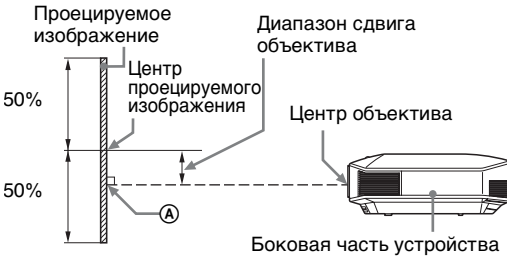 Проецируемое
изображение
Диапазон сдвига
объектива
Центр
проецируемого
изображения
50%
Центр объектива
50%
A
Боковая часть устройства